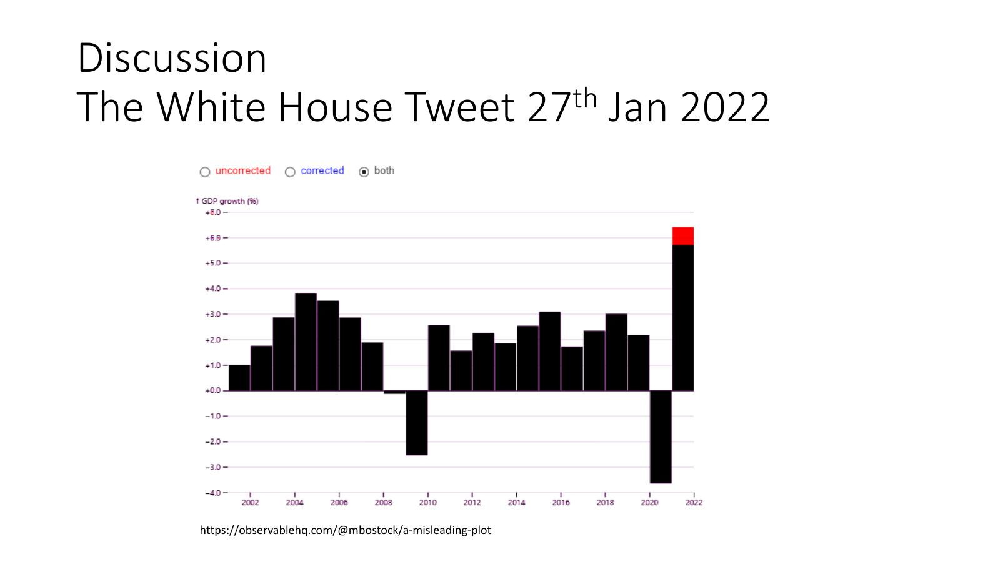 Discussion
The White House Tweet 27th Jan 2022
uncorrected corrected both
↑ GDP growth (%)
+5.0
+4.0
+3.0
+2.0
+1.0
+0.0
−1.0
−2.0
−3.0
−4.0
2002 2004 2006 2008 2010 2012 2014 2016 2018 2020 2022
https://observablehq.com/@mbostock/a-misleading-plot